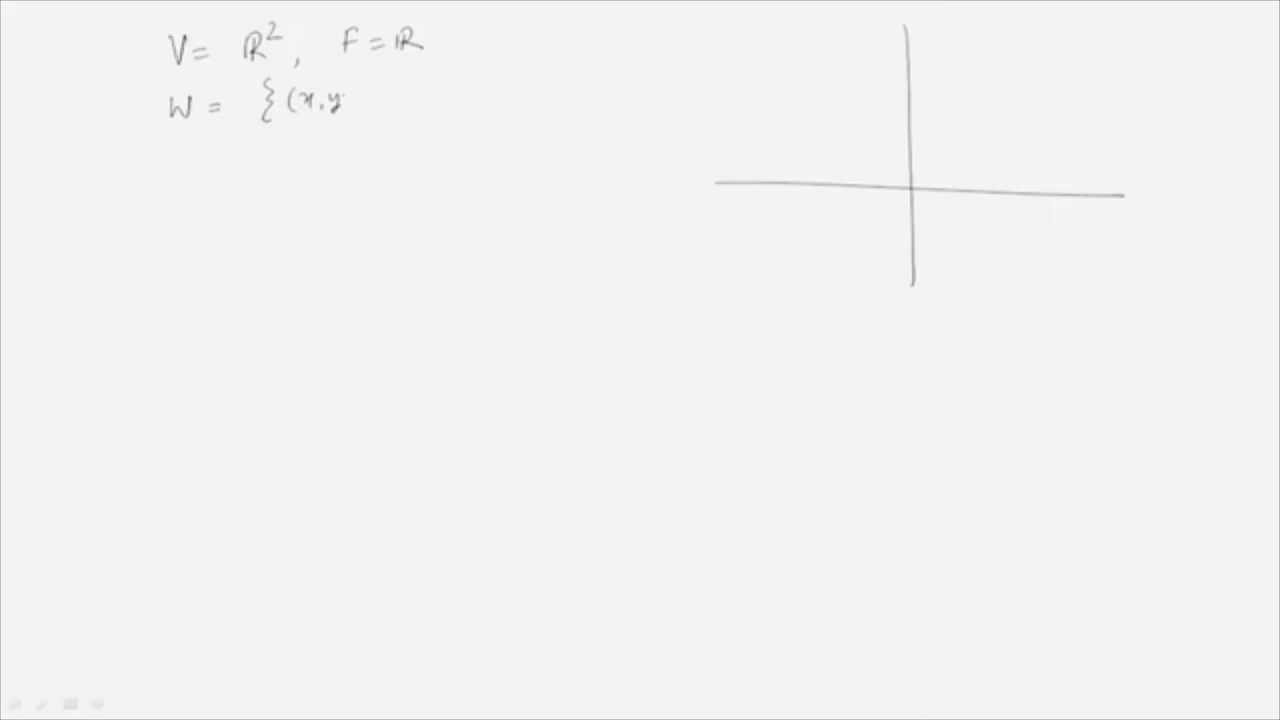 V = ℝ², F = ℝ
W = { (x, y